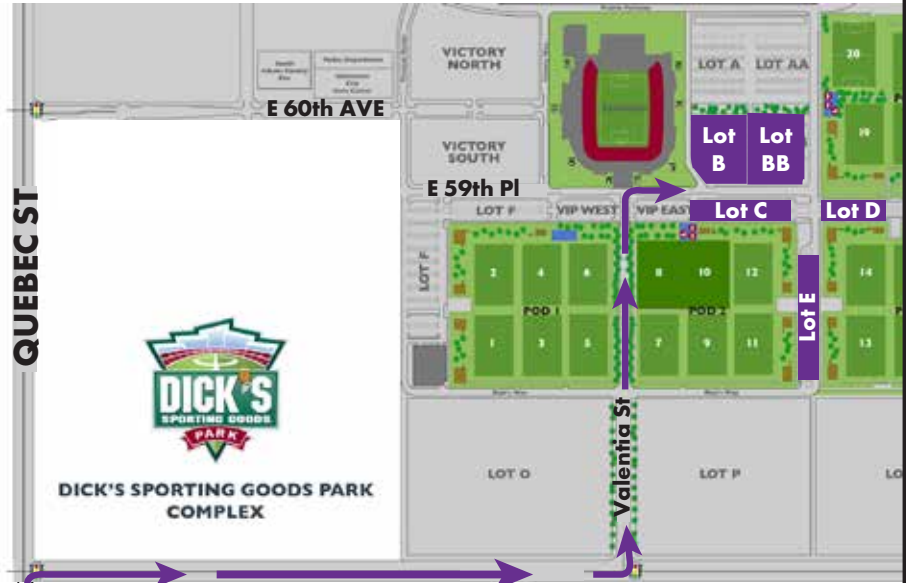 VICTORY
NORTH
LOT A
LOT AA
20
E 60th AVE
VICTORY
SOUTH
Lot
B
Lot
BB
19
E 59th Pl
QUEBEC ST
LOT F
VIP WEST
VIP EAST
Lot C
Lot D
LOT F
2
4
6
8
10
12
14
POD 1
POD 2
Lot E
1
3
5
7
9
11
13
DICK'S
SPORTING GOODS
PARK
DICK'S SPORTING GOODS PARK
COMPLEX
LOT O
Valentia St
LOT P
LO